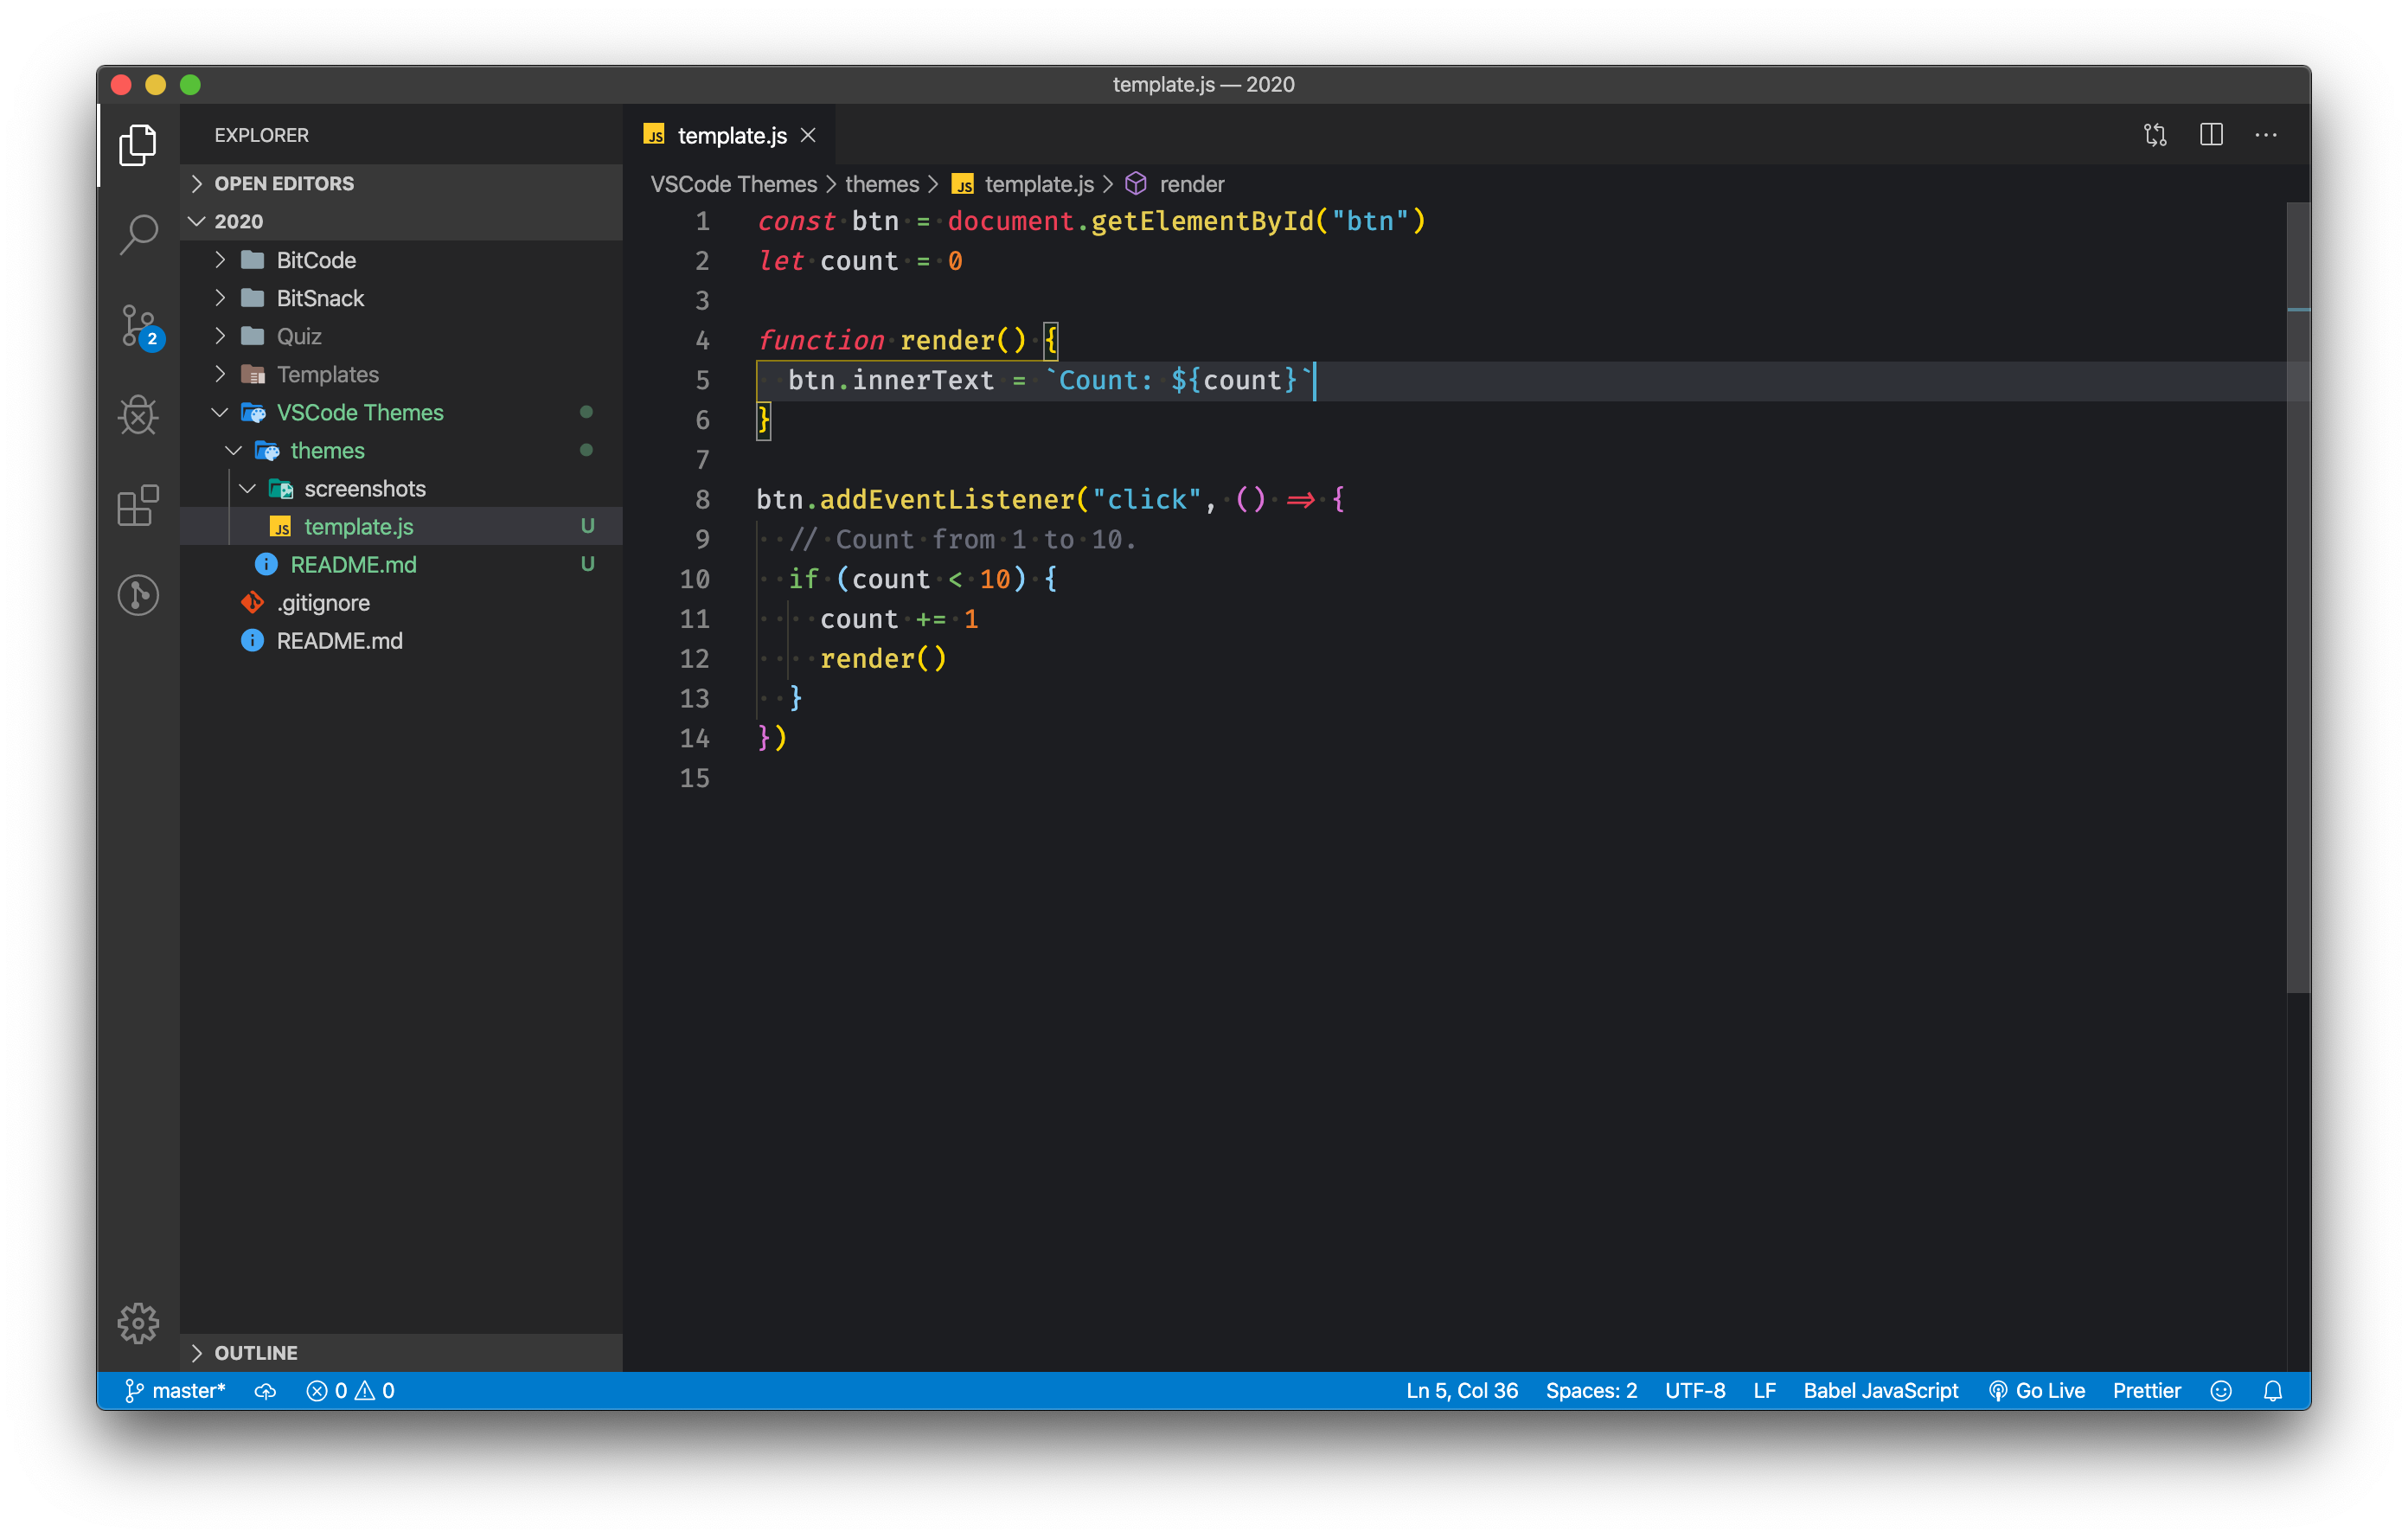 template.js — 2020
EXPLORER
OPEN EDITORS
2020
BitCode
BitSnack
Quiz
Templates
VSCode Themes
themes
screenshots
template.js U
README.md U
.gitignore
README.md
OUTLINE
2
JS template.js
VSCode Themes > themes > JS template.js > render
1 const btn = document.getElementById("btn")
2 let count = 0
3
4 function render() {
5 btn.innerText = `Count: ${count}`
6 }
7
8 btn.addEventListener("click", () => {
9 // Count from 1 to 10.
10 if (count < 10) {
11 count += 1
12 render()
13 }
14 })
15
master* 0 0 Ln 5, Col 36 Spaces: 2 UTF-8 LF Babel JavaScript Go Live Prettier